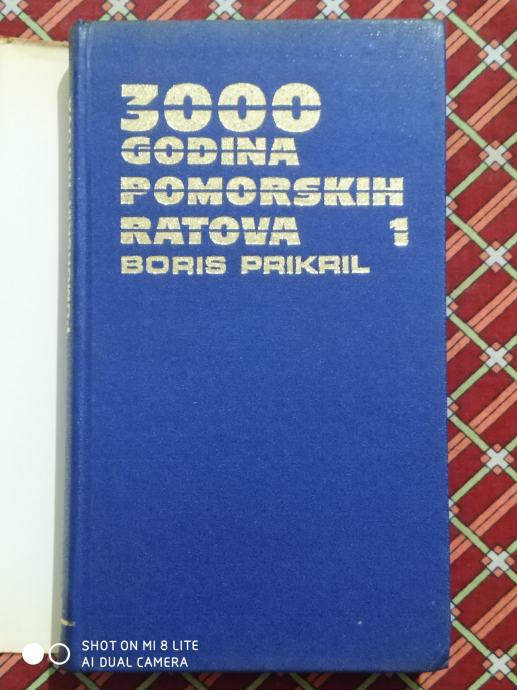 3000
GODINA
POMORSKIH
RATOVA 1
BORIS PRIKRIL
SHOT ON MI 8 LITE
AI DUAL CAMERA